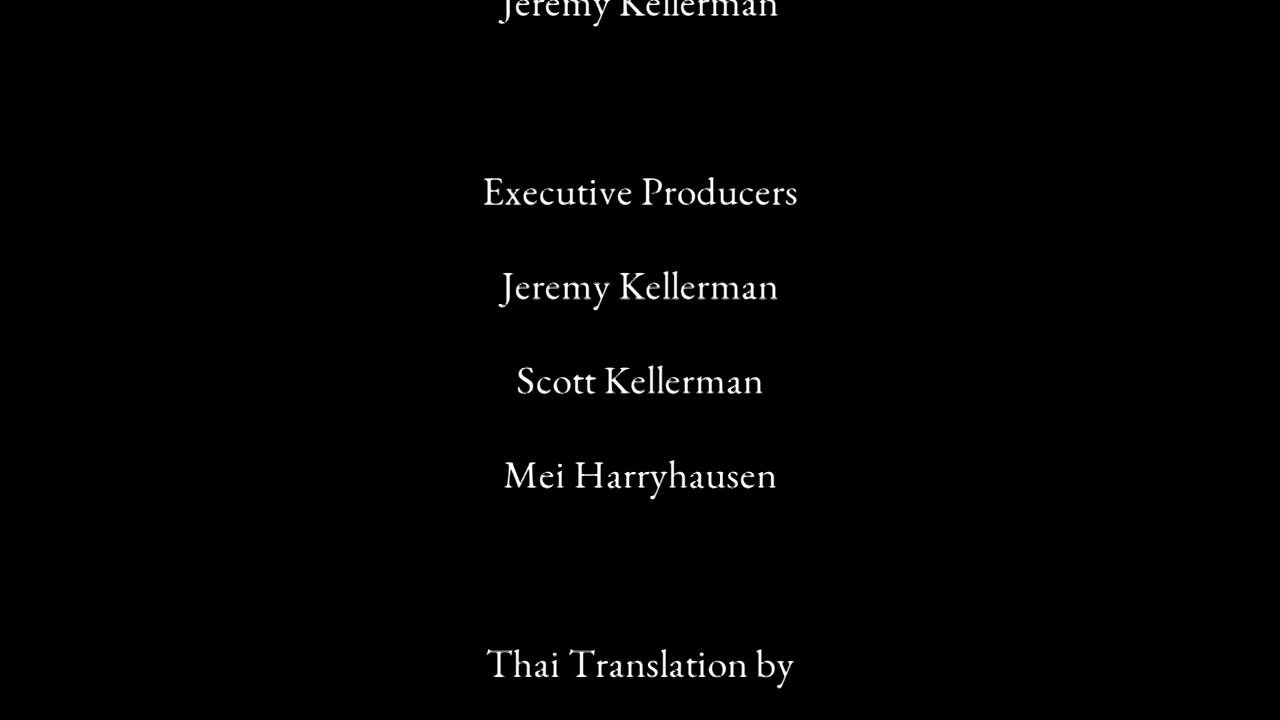 Jeremy Kellerman
Executive Producers
Jeremy Kellerman
Scott Kellerman
Mei Harryhausen
Thai Translation by